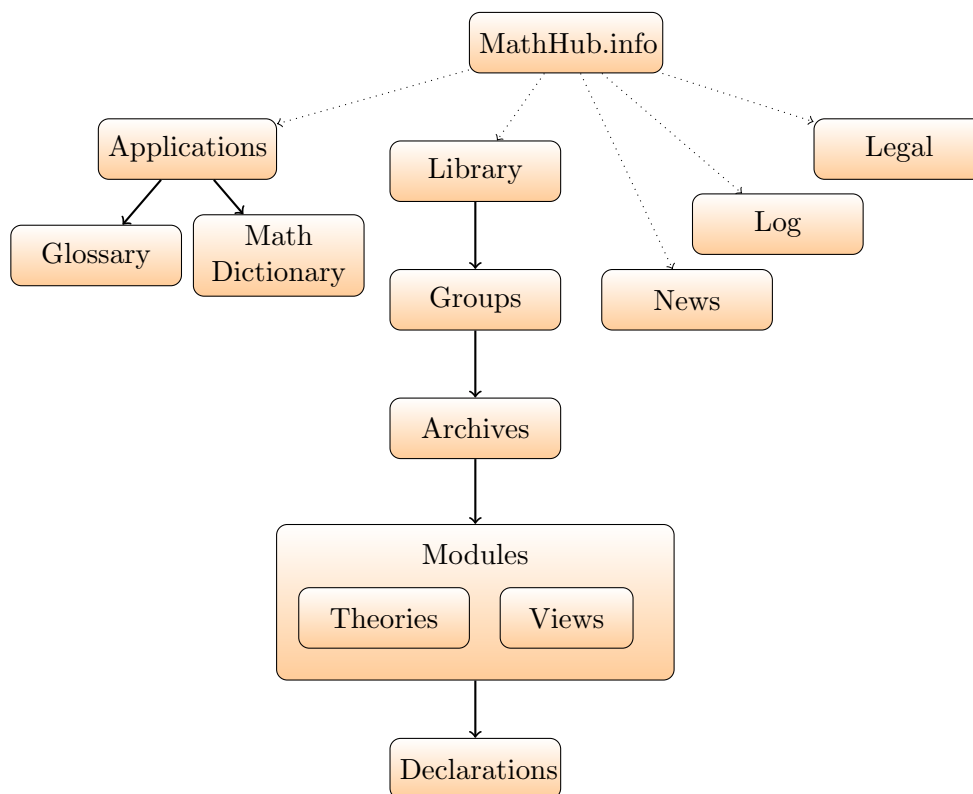 MathHub.info
Applications
Library
Legal
Glossary
Math
Dictionary
Log
Groups
News
Archives
Modules
Theories
Views
Declarations